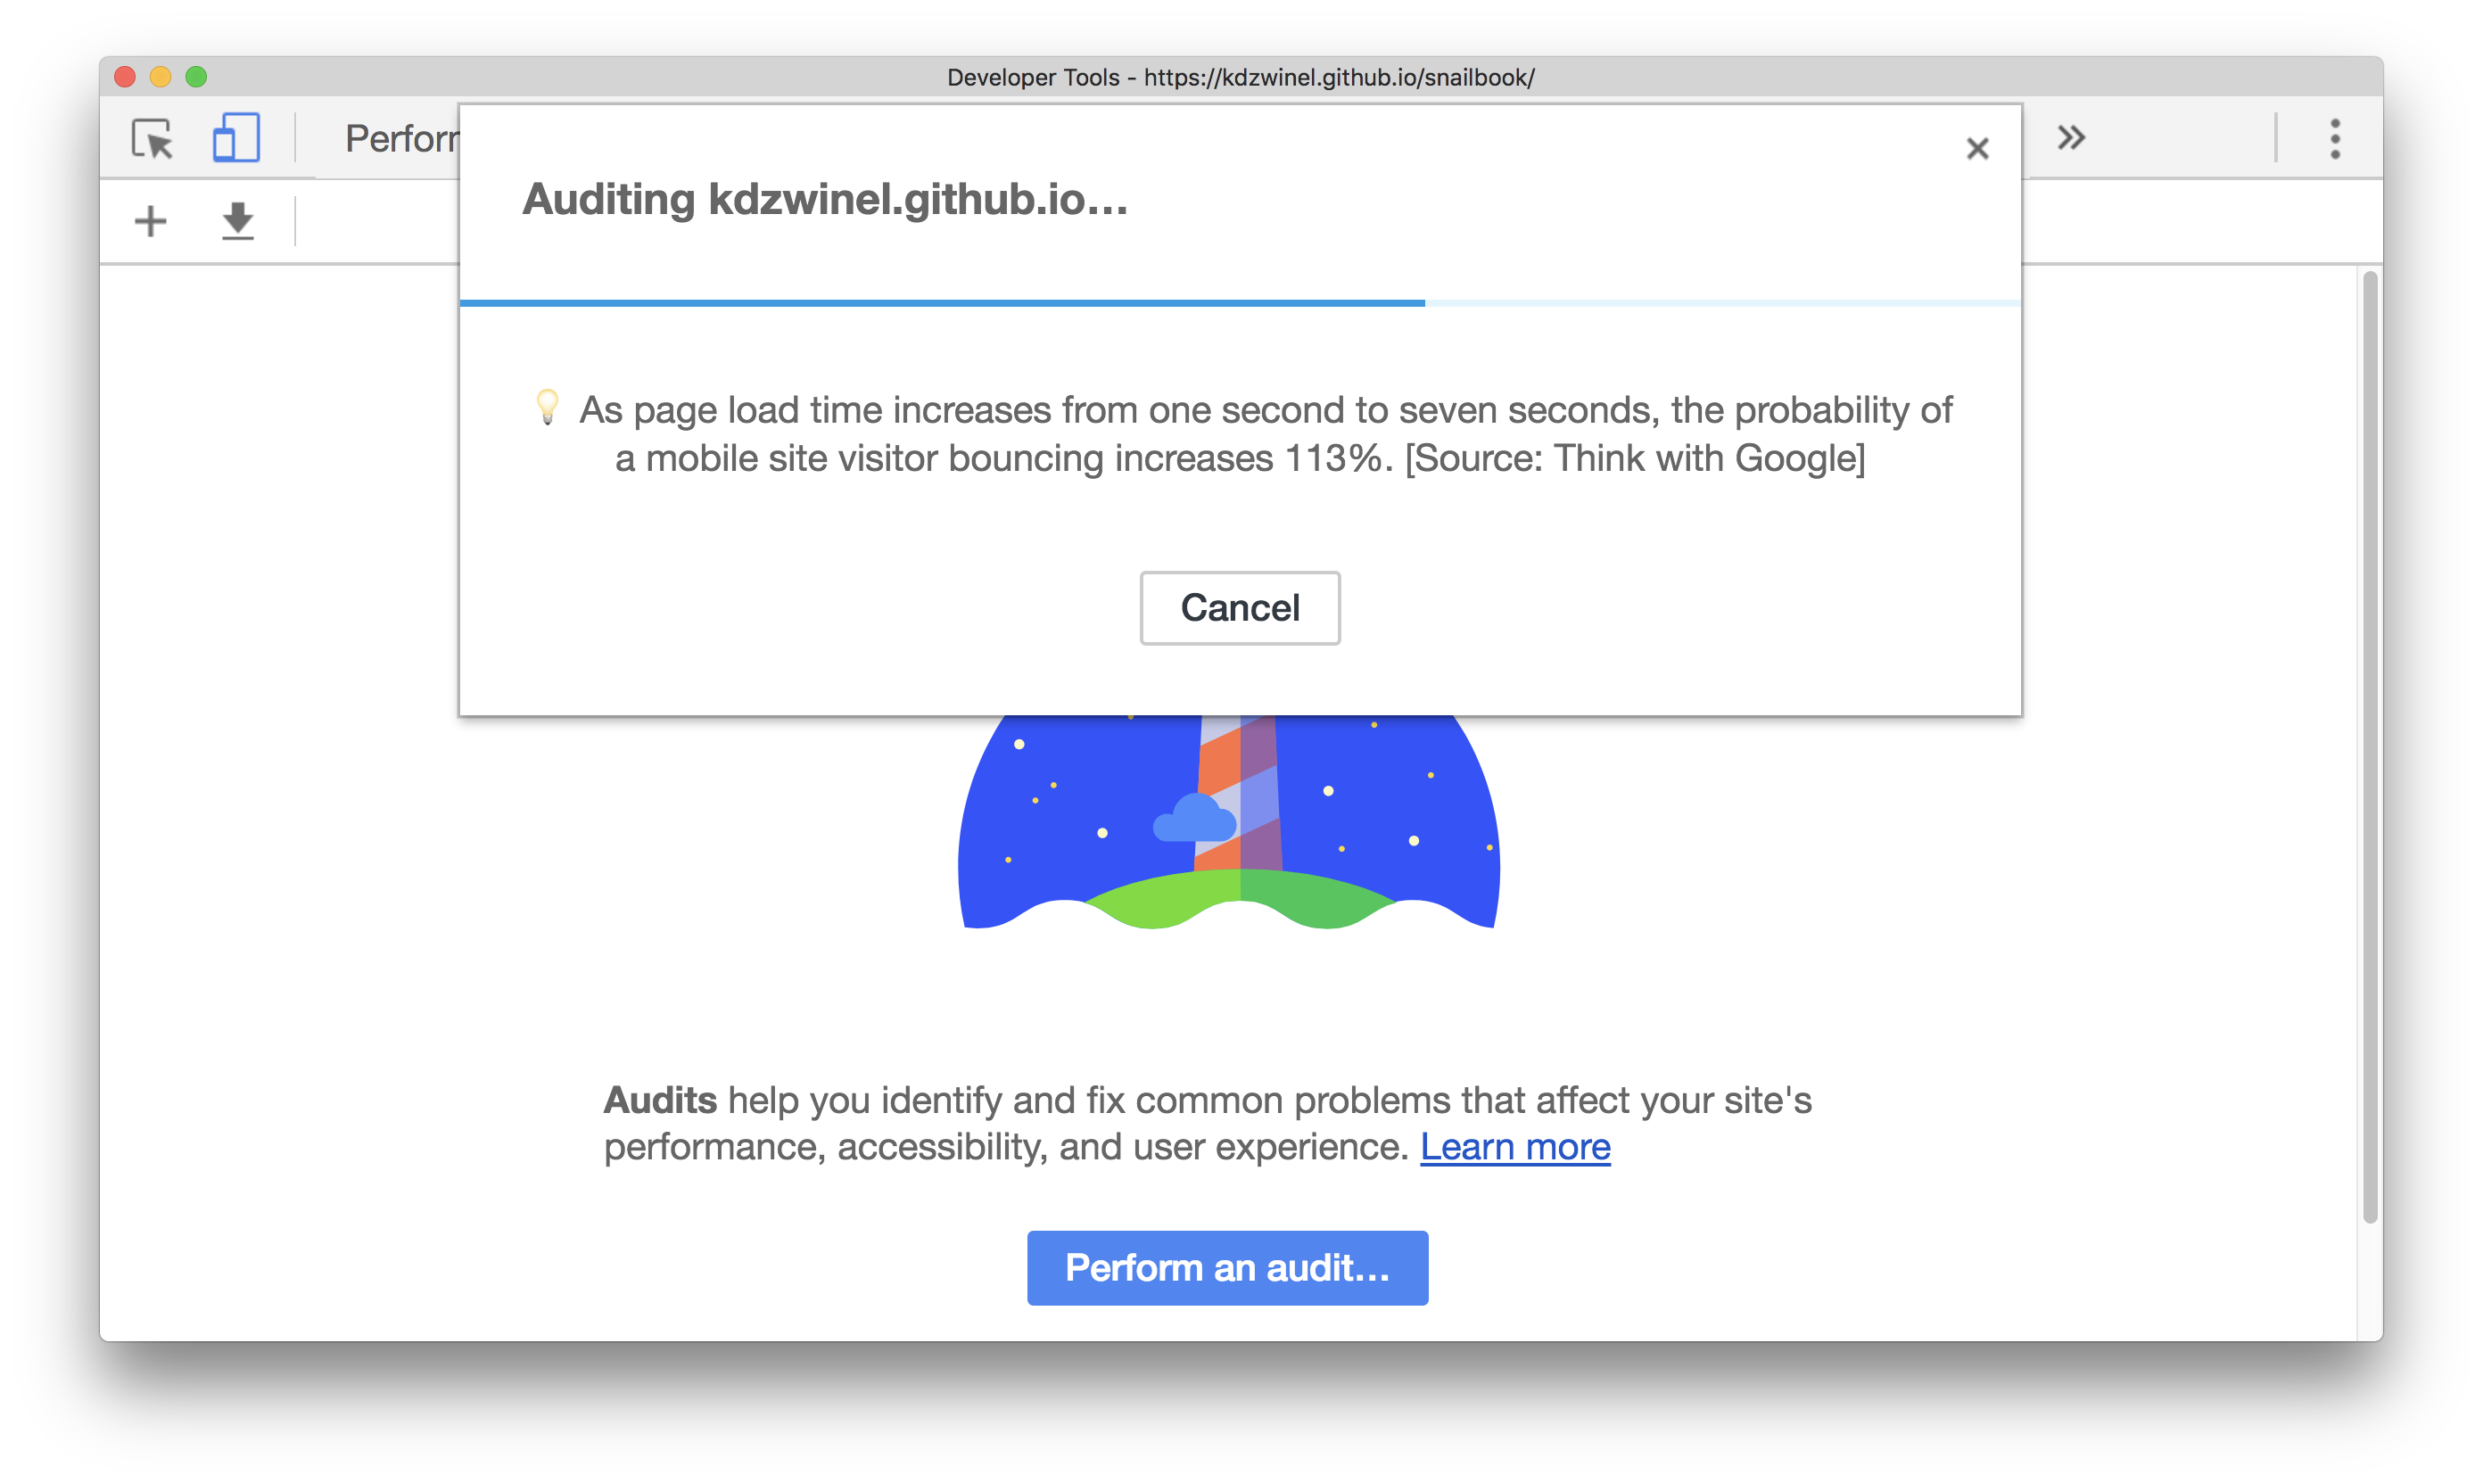 Developer Tools - https://kdzwinel.github.io/snailbook/
Auditing kdzwinel.github.io...
💡 As page load time increases from one second to seven seconds, the probability of
a mobile site visitor bouncing increases 113%. [Source: Think with Google]
Cancel
Audits help you identify and fix common problems that affect your site's
performance, accessibility, and user experience. Learn more
Perform an audit...